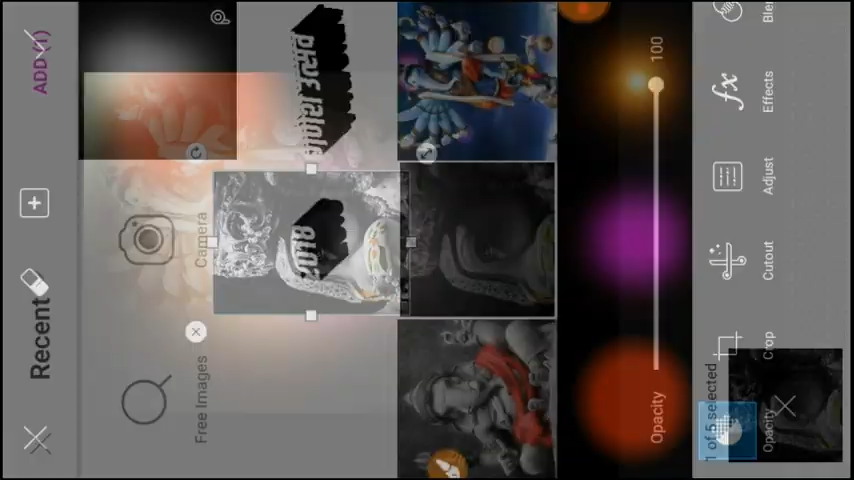 ADD (1)
Recent
Camera
Free Images
2018
100
Opacity
Effects
Adjust
Cutout
Crop
Opacity
1 of 5 selected